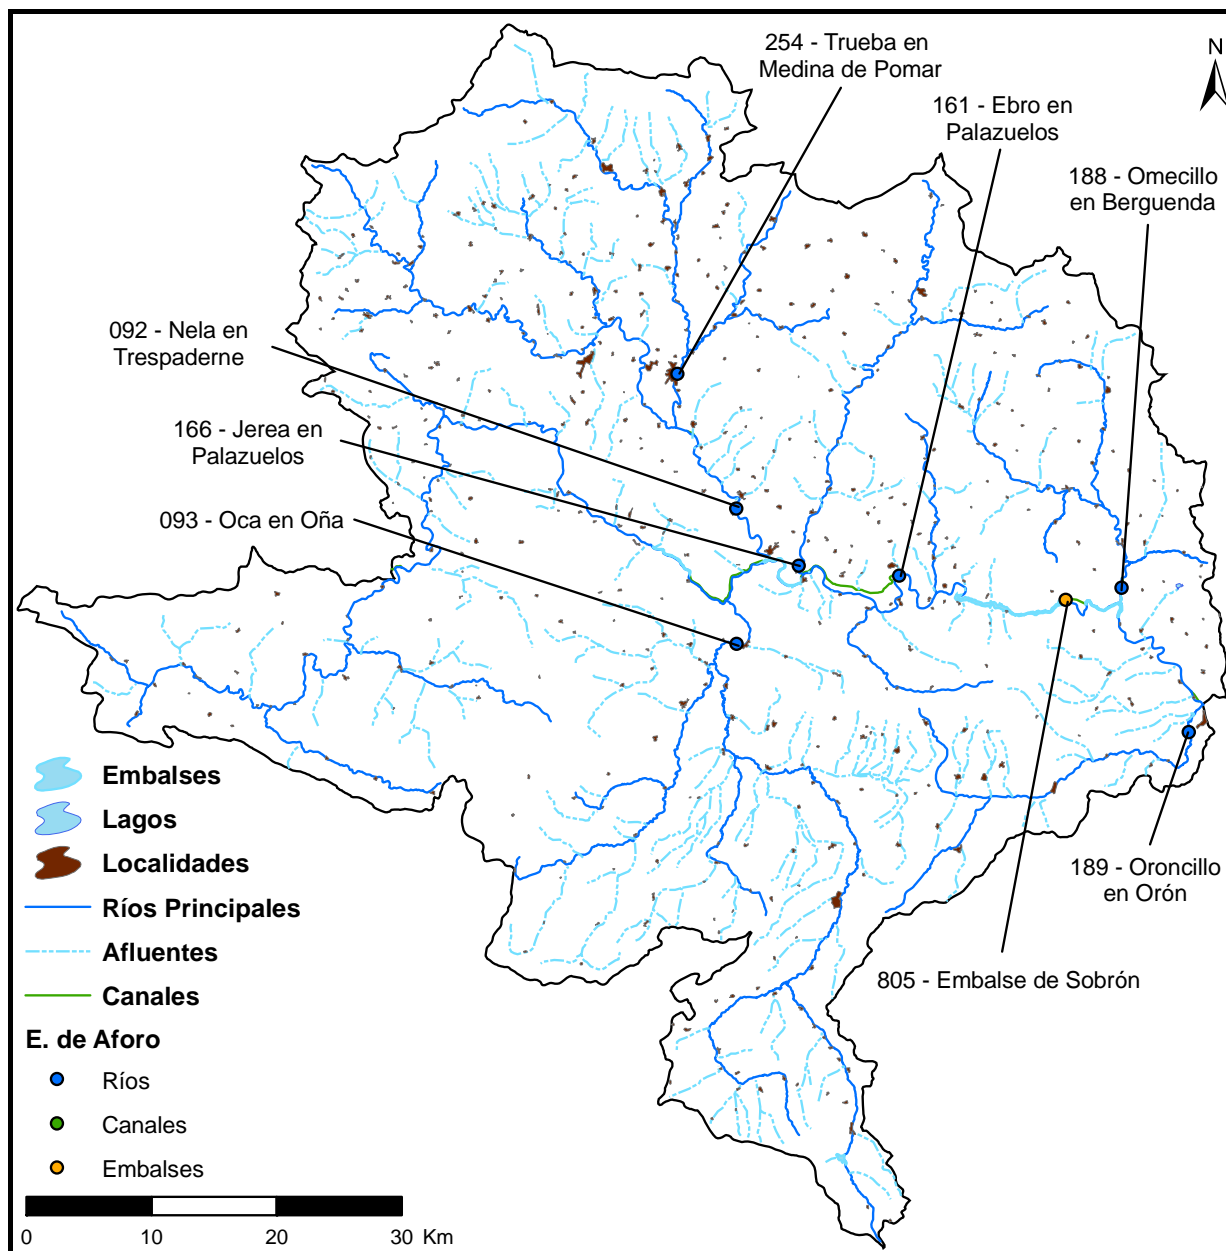 254 - Trueba en
Medina de Pomar
N
161 - Ebro en
Palazuelos
188 - Omecillo
en Berguenda
092 - Nela en
Trespaderne
166 - Jerea en
Palazuelos
093 - Oca en Oña
189 - Oroncillo
en Orón
805 - Embalse de Sobrón
Embalses
Lagos
Localidades
Ríos Principales
Afluentes
Canales
E. de Aforo
Ríos
Canales
Embalses
0 10 20 30 Km